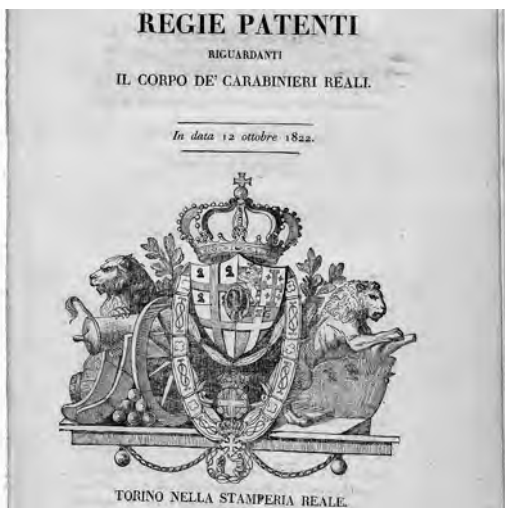 REGIE PATENTI
RIGUARDANTI
IL CORPO DE' CARABINIERI REALI.
In data 12 ottobre 1822.
TORINO NELLA STAMPERIA REALE.